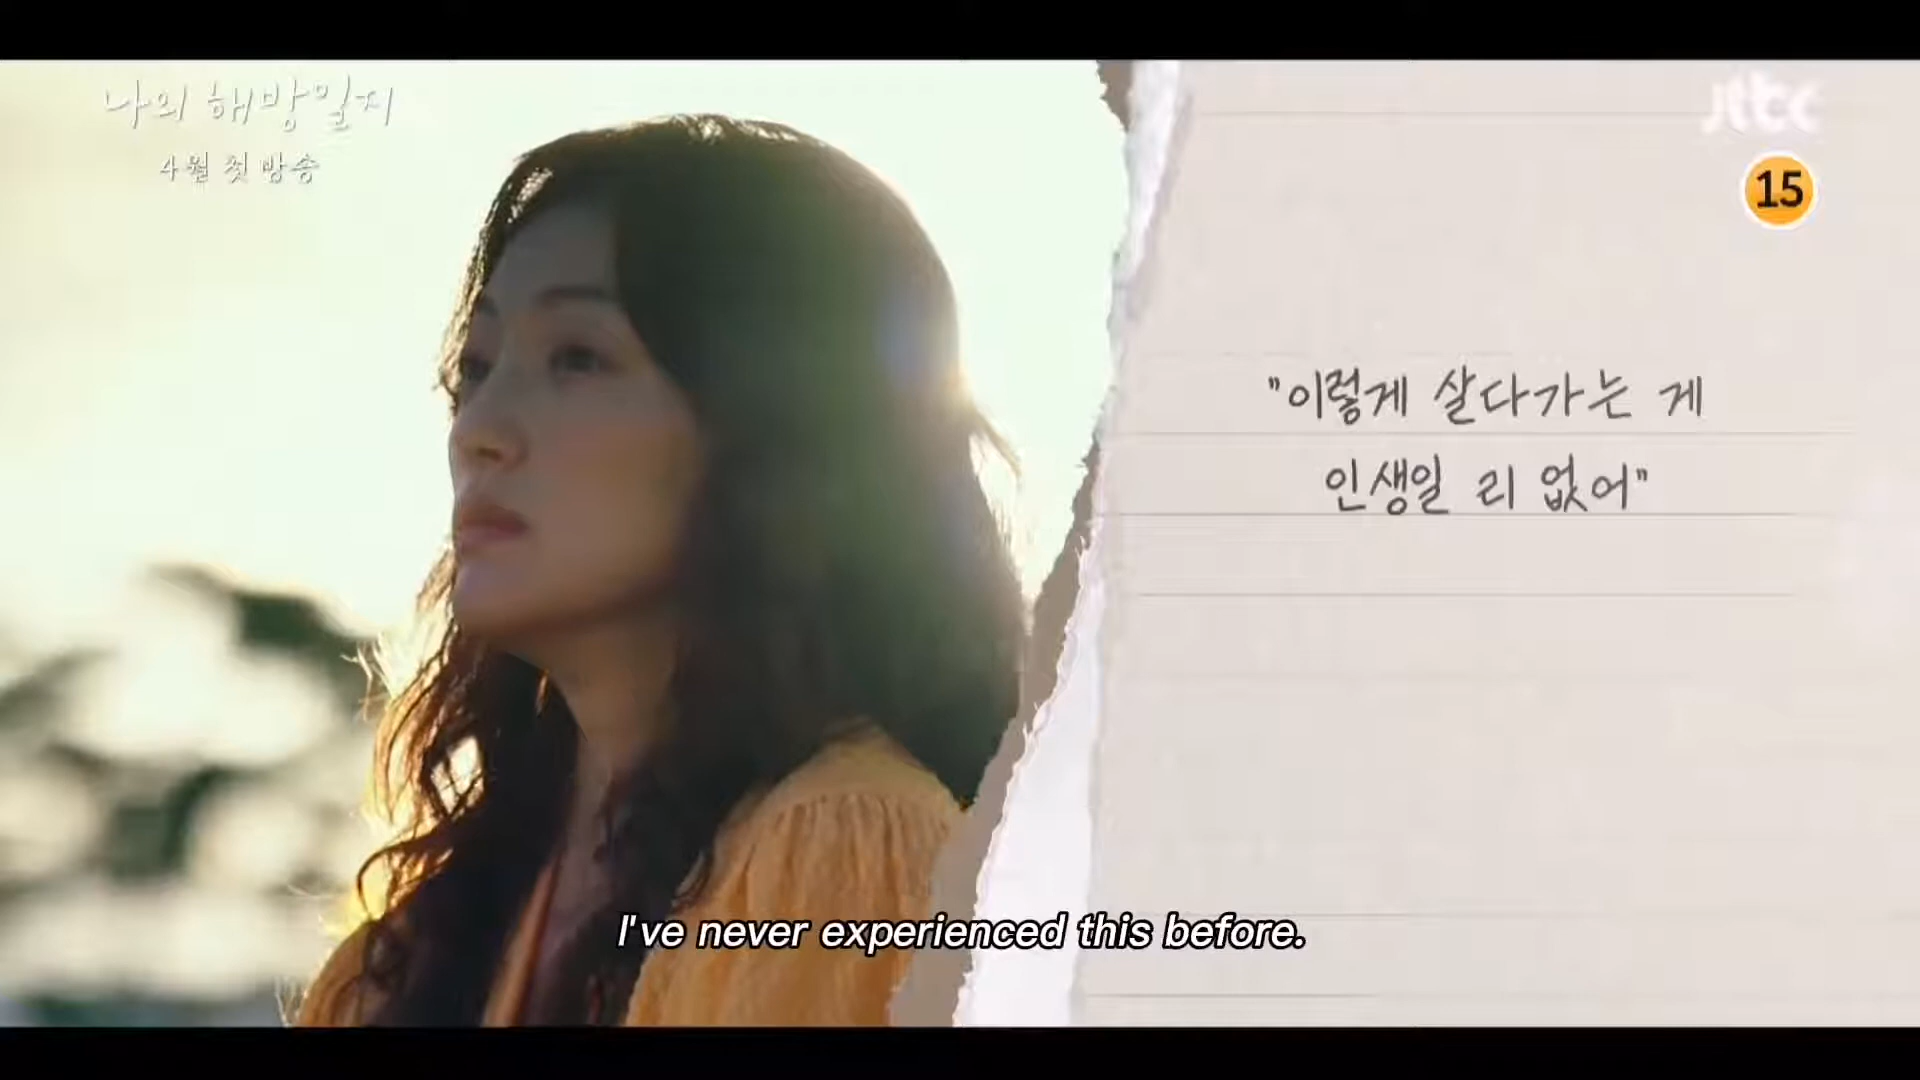 나의 해방일지
4월 첫 방송
jtbc
15
"이렇게 살다가는 게
인생일 리 없어"
I've never experienced this before.